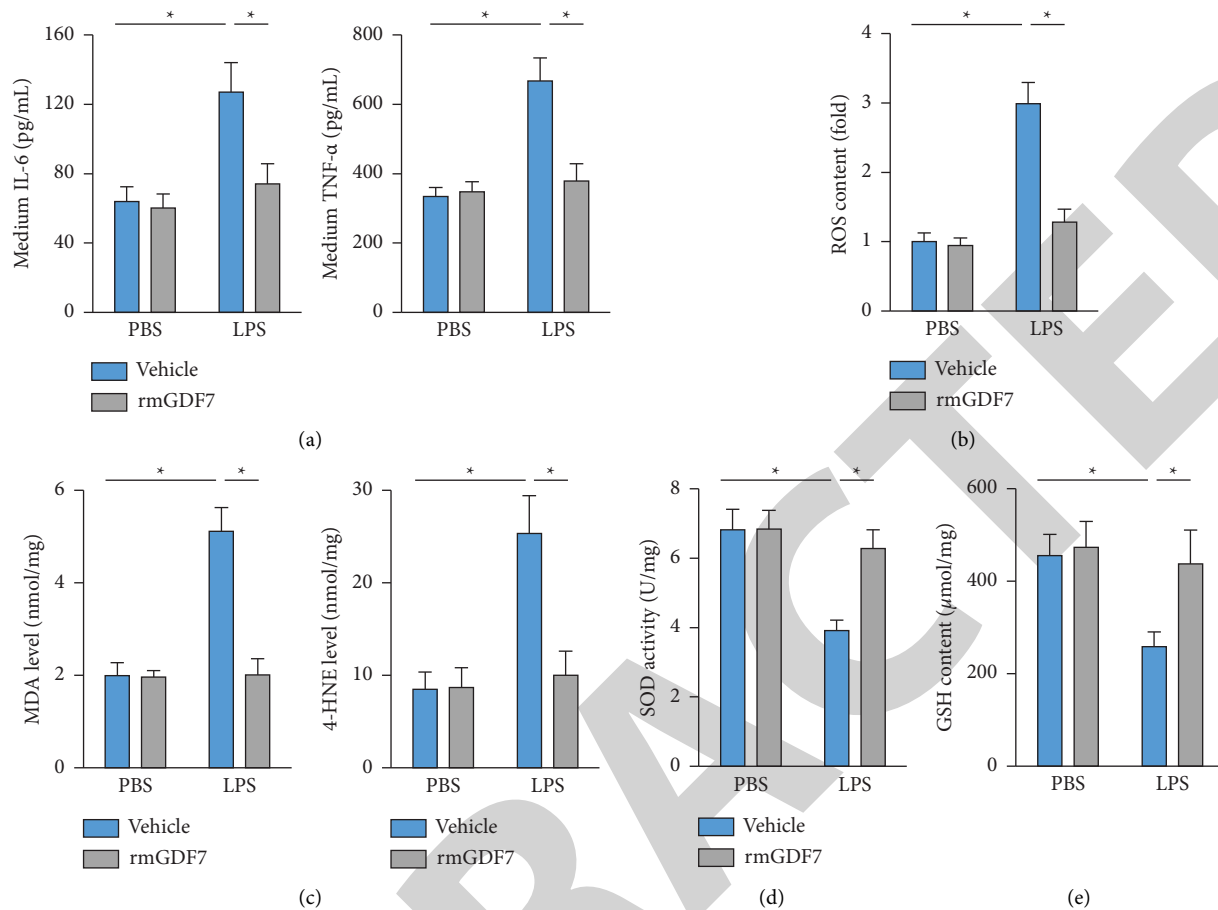 * *
Medium IL-6 (pg/mL)
160
120
80
40
0
PBS LPS
* *
Medium TNF-α (pg/mL)
800
600
400
200
0
PBS LPS
Vehicle
rmGDF7
(a)
* *
ROS content (fold)
4
3
2
1
0
PBS LPS
Vehicle
rmGDF7
(b)
* *
MDA level (nmol/mg)
6
4
2
0
PBS LPS
* *
4-HNE level (nmol/mg)
30
20
10
0
PBS LPS
Vehicle
rmGDF7
(c)
* *
SOD activity (U/mg)
8
6
4
2
0
PBS LPS
Vehicle
rmGDF7
(d)
* *
GSH content (µmol/mg)
600
400
200
0
PBS LPS
(e)